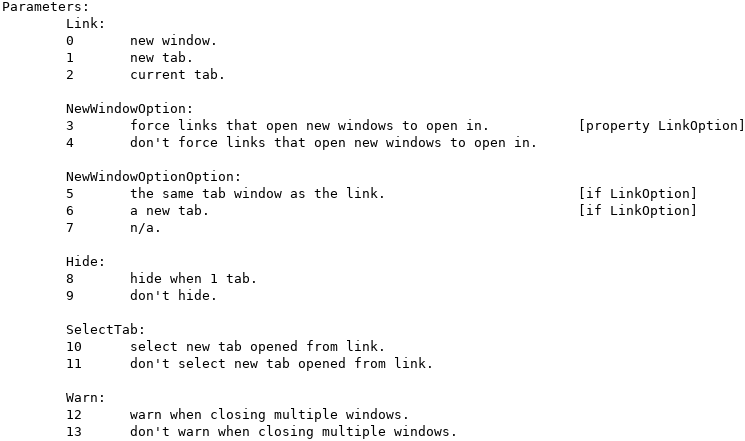 Parameters:
Link:
0 new window.
1 new tab.
2 current tab.
NewWindowOption:
3 force links that open new windows to open in. [property LinkOption]
4 don't force links that open new windows to open in.
NewWindowOptionOption:
5 the same tab window as the link. [if LinkOption]
6 a new tab. [if LinkOption]
7 n/a.
Hide:
8 hide when 1 tab.
9 don't hide.
SelectTab:
10 select new tab opened from link.
11 don't select new tab opened from link.
Warn:
12 warn when closing multiple windows.
13 don't warn when closing multiple windows.